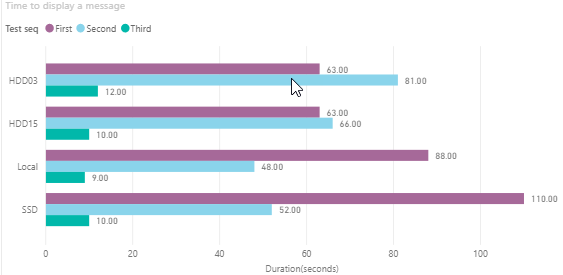 Time to display a message
Test seq First Second Third
HDD03 63.00
81.00
12.00
HDD15 63.00
66.00
10.00
Local 88.00
48.00
9.00
SSD 110.00
52.00
10.00
0 20 40 60 80 100
Duration(seconds)